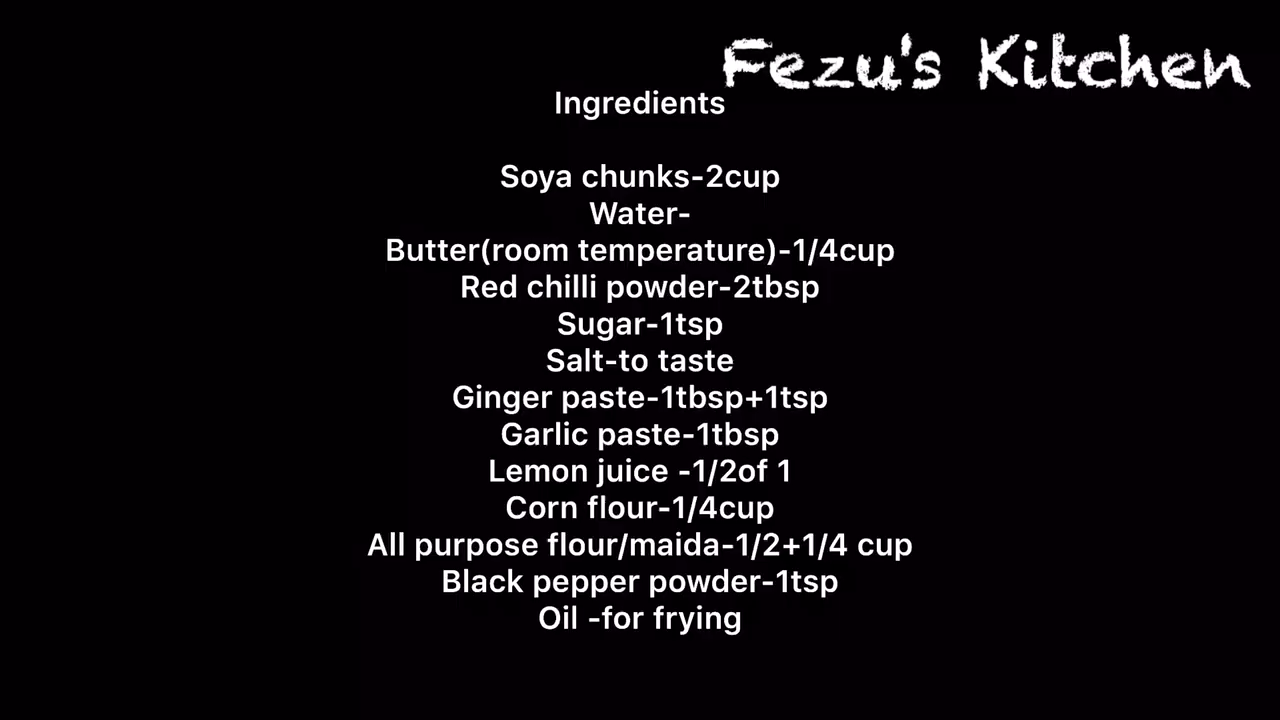 Fezu's Kitchen
Ingredients
Soya chunks-2cup
Water-
Butter(room temperature)-1/4cup
Red chilli powder-2tbsp
Sugar-1tsp
Salt-to taste
Ginger paste-1tbsp+1tsp
Garlic paste-1tbsp
Lemon juice -1/2of 1
Corn flour-1/4cup
All purpose flour/maida-1/2+1/4 cup
Black pepper powder-1tsp
Oil -for frying